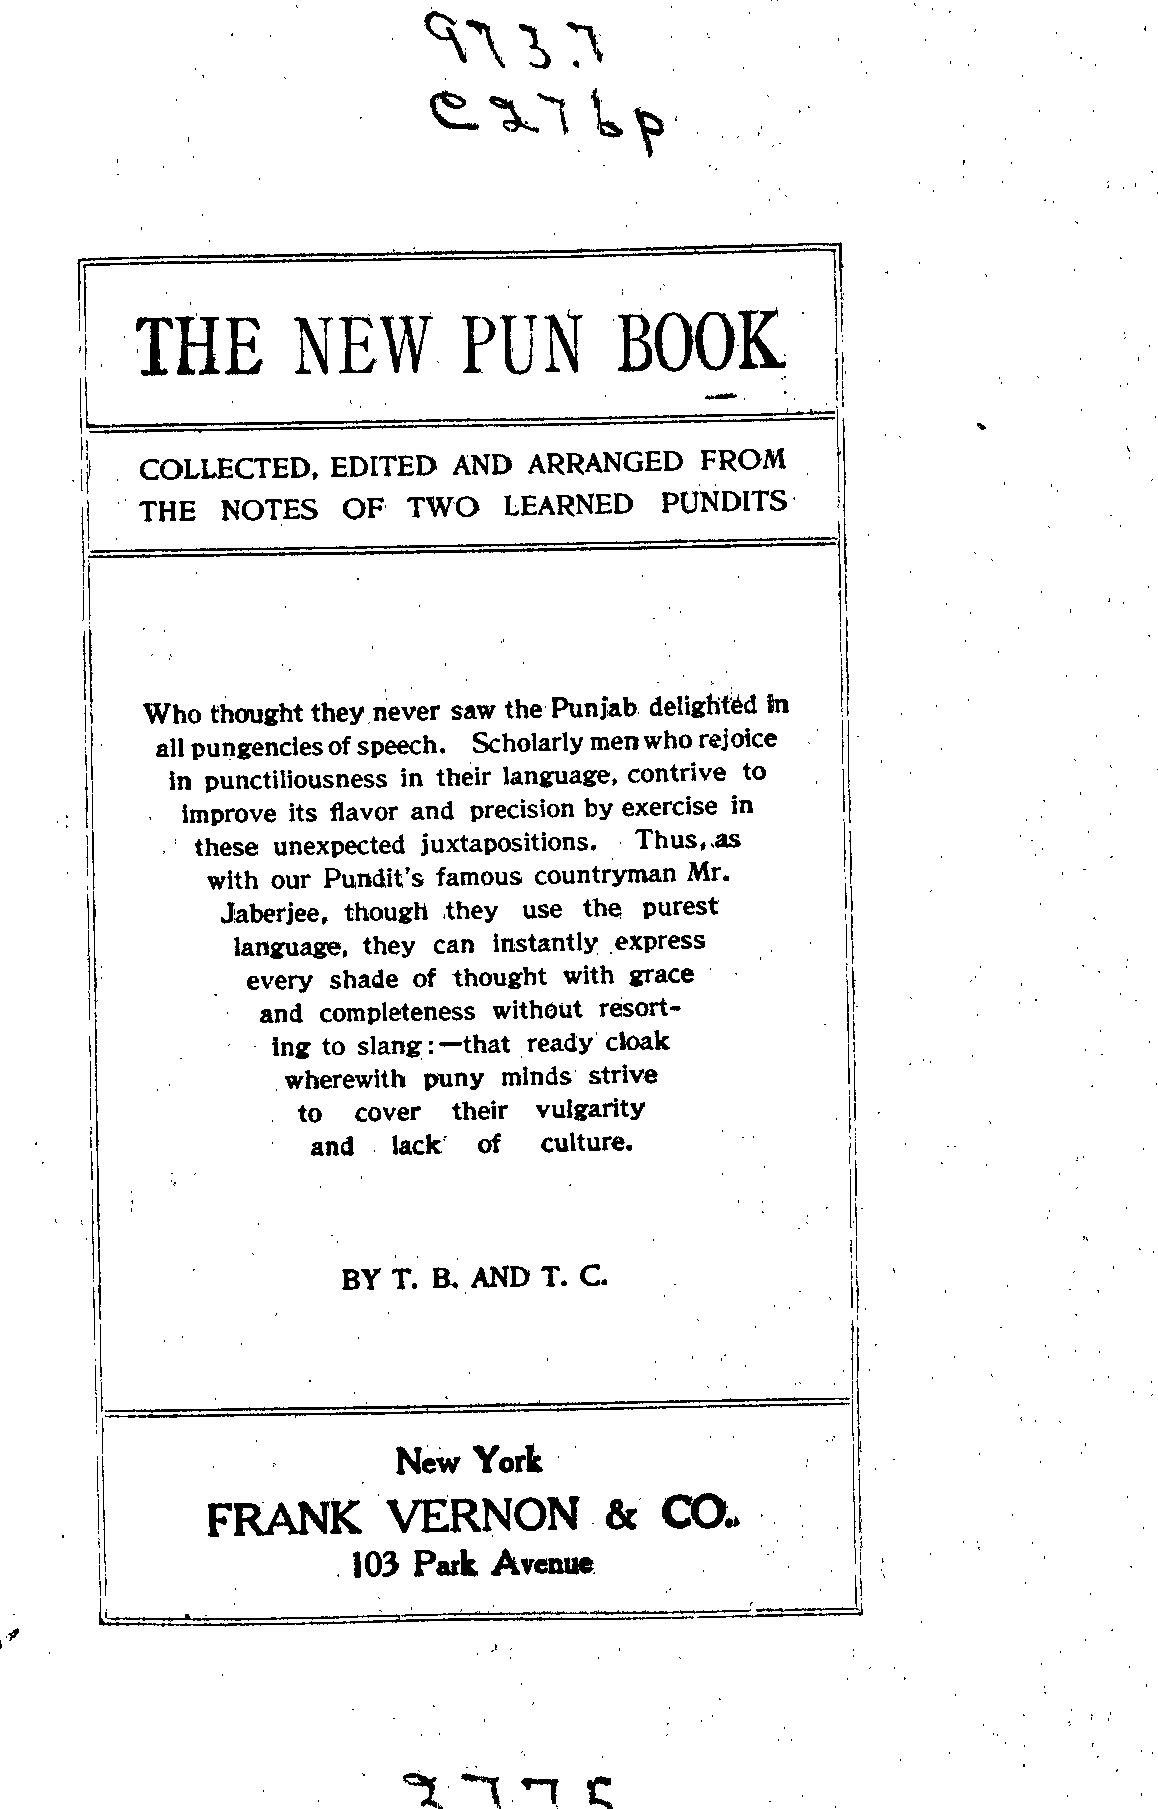 973.7
C276p
THE NEW PUN BOOK
COLLECTED, EDITED AND ARRANGED FROM
THE NOTES OF TWO LEARNED PUNDITS
Who thought they never saw the Punjab delighted in
all pungencies of speech. Scholarly men who rejoice
in punctiliousness in their language, contrive to
improve its flavor and precision by exercise in
these unexpected juxtapositions. Thus, as
with our Pundit's famous countryman Mr.
Jaberjee, though they use the purest
language, they can instantly express
every shade of thought with grace
and completeness without resort-
ing to slang:—that ready cloak
wherewith puny minds strive
to cover their vulgarity
and lack of culture.
BY T. B. AND T. C.
New York
FRANK VERNON & CO.,
103 Park Avenue